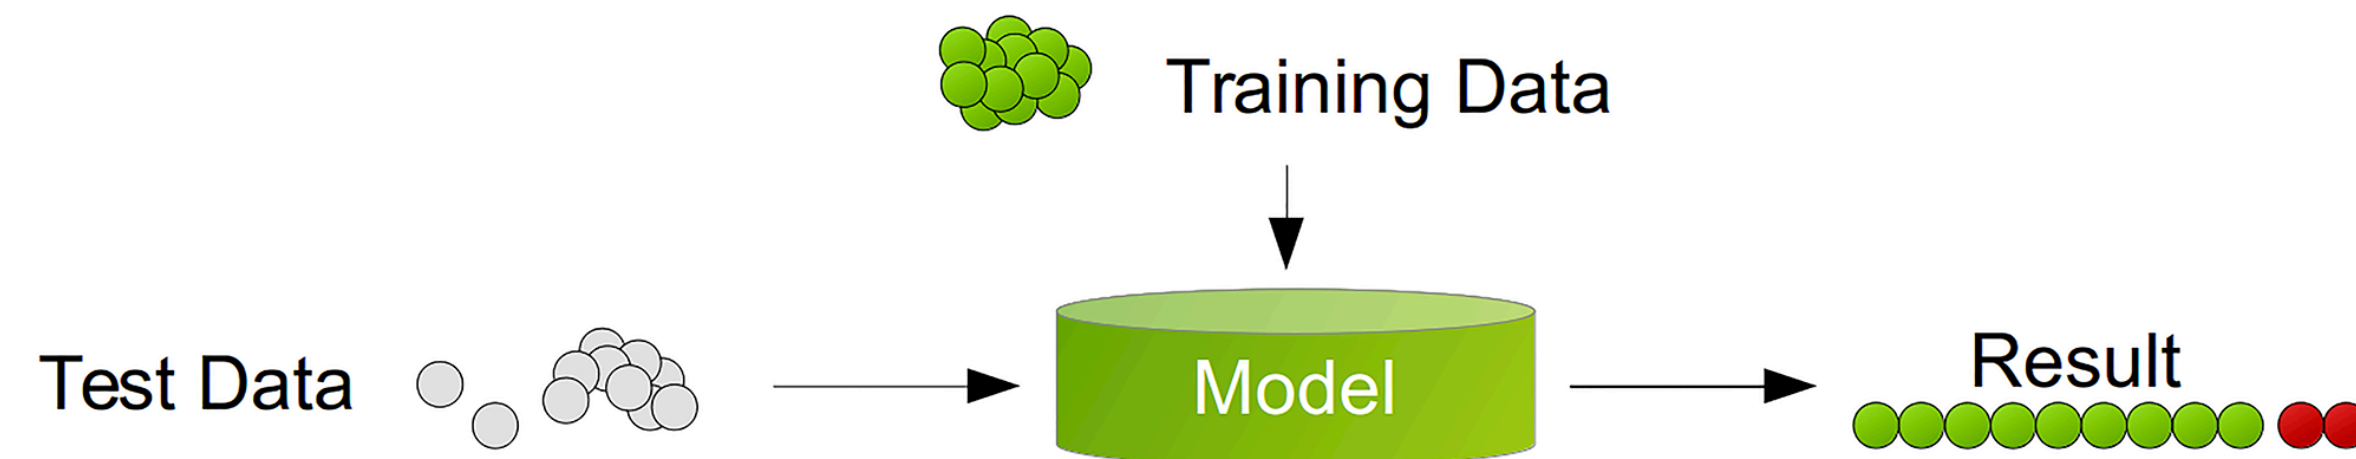 Training Data
Test Data
Model
Result